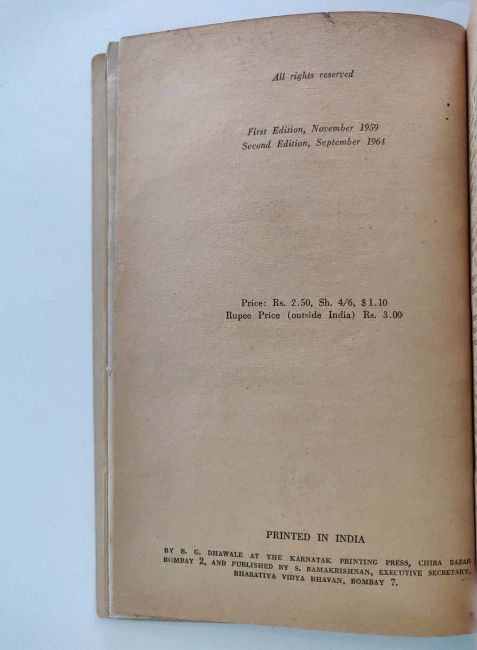 All rights reserved
First Edition, November 1959
Second Edition, September 1964
Price: Rs. 2.50, Sh. 4/6, $1.10
Rupee Price (outside India) Rs. 3.00
PRINTED IN INDIA
BY B. G. DHAWALE AT THE KARNATAK PRINTING PRESS, CHIRA BAZAR
BOMBAY 2, AND PUBLISHED BY S. RAMAKRISHNAN, EXECUTIVE SECRETARY,
BHARATIYA VIDYA BHAVAN, BOMBAY 7.